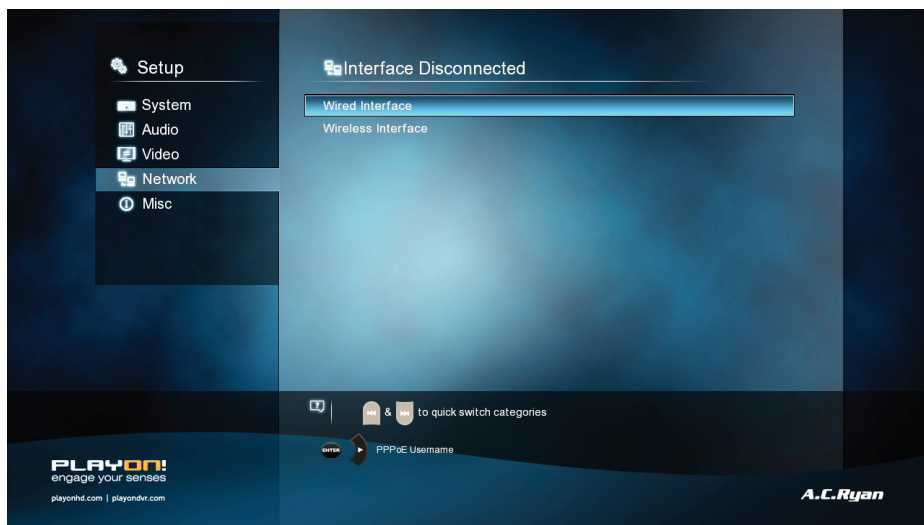 Setup
System
Audio
Video
Network
Misc
Interface Disconnected
Wired Interface
Wireless Interface
& to quick switch categories
ENTER PPPoE Username
PLAYON!
engage your senses
playonhd.com | playondvr.com
A.C.Ryan